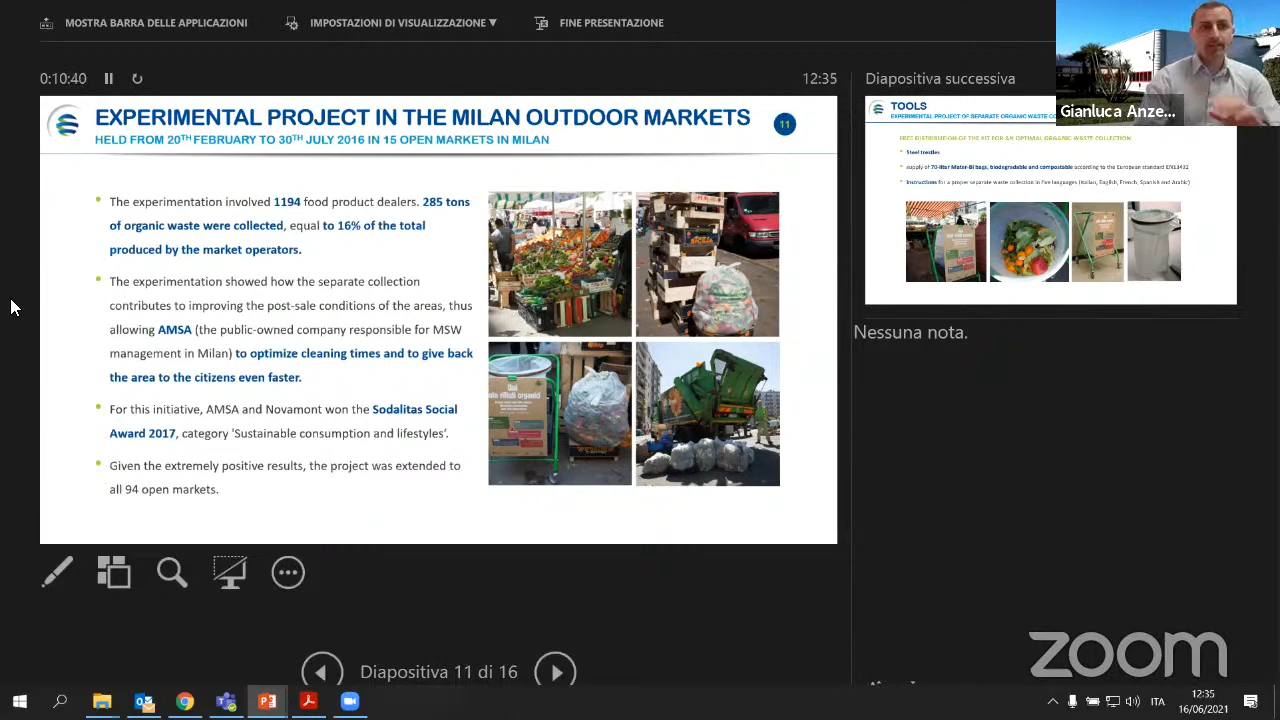 MOSTRA BARRA DELLE APPLICAZIONI
IMPOSTAZIONI DI VISUALIZZAZIONE ▼
FINE PRESENTAZIONE
0:10:40
12:35
Diapositiva successiva
Gianluca Anze...
EXPERIMENTAL PROJECT IN THE MILAN OUTDOOR MARKETS
HELD FROM 20TH FEBRUARY TO 30TH JULY 2016 IN 15 OPEN MARKETS IN MILAN
11
The experimentation involved 1194 food product dealers. 285 tons
of organic waste were collected, equal to 16% of the total
produced by the market operators.
The experimentation showed how the separate collection
contributes to improving the post-sale conditions of the areas, thus
allowing AMSA (the public-owned company responsible for MSW
management in Milan) to optimize cleaning times and to give back
the area to the citizens even faster.
For this initiative, AMSA and Novamont won the Sodalitas Social
Award 2017, category 'Sustainable consumption and lifestyles'.
Given the extremely positive results, the project was extended to
all 94 open markets.
Qui
solo rifiuti organici
TOOLS
EXPERIMENTAL PROJECT OF SEPARATE ORGANIC WASTE CO
FREE DISTRIBUTION OF THE KIT FOR AN OPTIMAL ORGANIC WASTE COLLECTION:
Steel trestles
supply of 70-liter Mater-Bi bags, biodegradable and compostable according to the European standard EN13432
Instructions for a proper separate waste collection in five languages (Italian, English, French, Spanish and Arabic)
Nessuna nota.
Diapositiva 11 di 16
zoom
ITA
12:35
16/06/2021